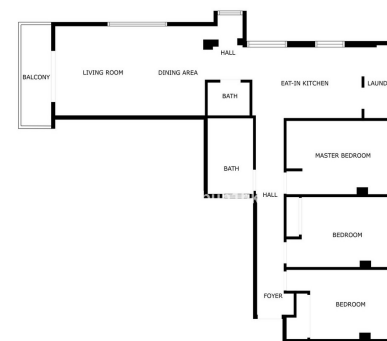 HALL
BALCONY
LIVING ROOM
DINING AREA
EAT-IN KITCHEN
LAUND
BATH
MASTER BEDROOM
BATH
HALL
BEDROOM
FOYER
BEDROOM